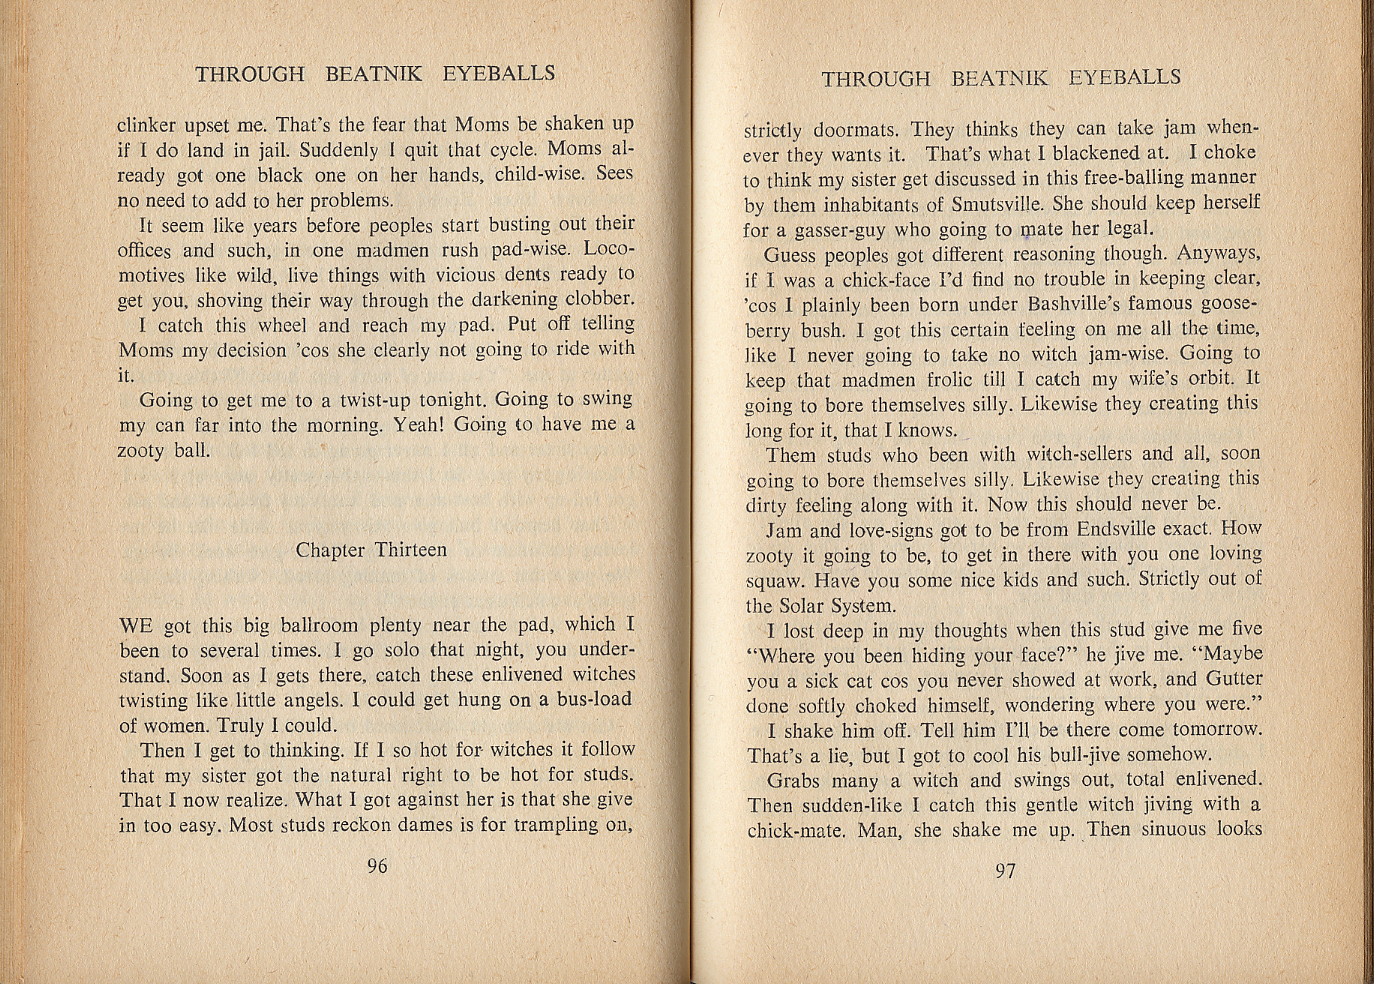 THROUGH BEATNIK EYEBALLS
clinker upset me. That's the fear that Moms be shaken up
if I do land in jail. Suddenly I quit that cycle. Moms al-
ready got one black one on her hands, child-wise. Sees
no need to add to her problems.
It seem like years before peoples start busting out their
offices and such, in one madmen rush pad-wise. Loco-
motives like wild, live things with vicious dents ready to
get you, shoving their way through the darkening clobber.
I catch this wheel and reach my pad. Put off telling
Moms my decision 'cos she clearly not going to ride with
it.
Going to get me to a twist-up tonight. Going to swing
my can far into the morning. Yeah! Going to have me a
zooty ball.
Chapter Thirteen
WE got this big ballroom plenty near the pad, which I
been to several times. I go solo that night, you under-
stand. Soon as I gets there, catch these enlivened witches
twisting like little angels. I could get hung on a bus-load
of women. Truly I could.
Then I get to thinking. If I so hot for witches it follow
that my sister got the natural right to be hot for studs.
That I now realize. What I got against her is that she give
in too easy. Most studs reckon dames is for trampling on,
96
THROUGH BEATNIK EYEBALLS
strictly doormats. They thinks they can take jam when-
ever they wants it. That's what I blackened at. I choke
to think my sister get discussed in this free-balling manner
by them inhabitants of Smutsville. She should keep herself
for a gasser-guy who going to mate her legal.
Guess peoples got different reasoning though. Anyways,
if I was a chick-face I'd find no trouble in keeping clear,
'cos I plainly been born under Bashville's famous goose-
berry bush. I got this certain feeling on me all the time,
like I never going to take no witch jam-wise. Going to
keep that madmen frolic till I catch my wife's orbit. It
going to bore themselves silly. Likewise they creating this
long for it, that I knows.
Them studs who been with witch-sellers and all, soon
going to bore themselves silly. Likewise they creating this
dirty feeling along with it. Now this should never be.
Jam and love-signs got to be from Endsville exact. How
zooty it going to be, to get in there with you one loving
squaw. Have you some nice kids and such. Strictly out of
the Solar System.
I lost deep in my thoughts when this stud give me five
“Where you been hiding your face?” he jive me. “Maybe
you a sick cat cos you never showed at work, and Gutter
done softly choked himself, wondering where you were.”
I shake him off. Tell him I'll be there come tomorrow.
That's a lie, but I got to cool his bull-jive somehow.
Grabs many a witch and swings out, total enlivened.
Then sudden-like I catch this gentle witch jiving with a
chick-mate. Man, she shake me up. Then sinuous looks
97